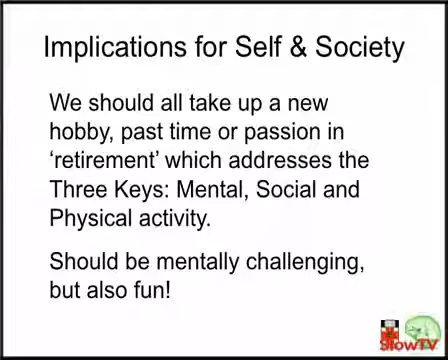 Implications for Self & Society
We should all take up a new
hobby, past time or passion in
‘retirement’ which addresses the
Three Keys: Mental, Social and
Physical activity.
Should be mentally challenging,
but also fun!
SlowTV